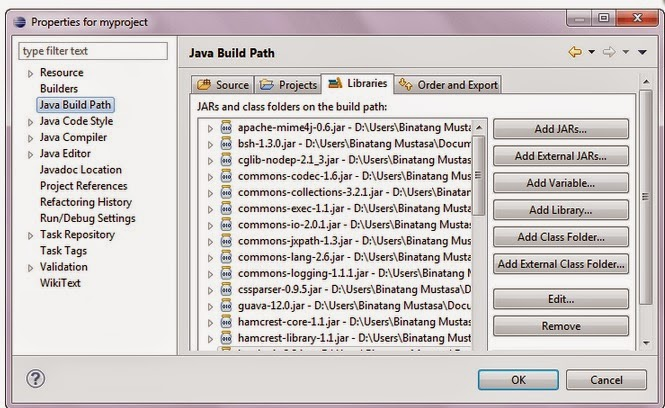 Properties for myproject
type filter text
Resource
Builders
Java Build Path
Java Code Style
Java Compiler
Java Editor
Javadoc Location
Project References
Refactoring History
Run/Debug Settings
Task Repository
Task Tags
Validation
WikiText
Java Build Path
Source Projects Libraries Order and Export
JARs and class folders on the build path:
apache-mime4j-0.6.jar - D:\Users\Binatang Mustasa\Docum
bsh-1.3.0.jar - D:\Users\Binatang Mustasa\Document
cglib-nodep-2.1_3.jar - D:\Users\Binatang Mustasa
commons-codec-1.6.jar - D:\Users\Binatang Mustas
commons-collections-3.2.1.jar - D:\Users\Binatang
commons-exec-1.1.jar - D:\Users\Binatang Mustasa
commons-io-2.0.1.jar - D:\Users\Binatang Mustasa
commons-jxpath-1.3.jar - D:\Users\Binatang Musta
commons-lang-2.6.jar - D:\Users\Binatang Mustasa
commons-logging-1.1.1.jar - D:\Users\Binatang Mu
cssparser-0.9.5.jar - D:\Users\Binatang Mustasa\D
guava-12.0.jar - D:\Users\Binatang Mustasa\Docu
hamcrest-core-1.1.jar - D:\Users\Binatang Mustas
hamcrest-library-1.1.jar - D:\Users\Binatang Must
Add JARs...
Add External JARs...
Add Variable...
Add Library...
Add Class Folder...
Add External Class Folder...
Edit...
Remove
OK
Cancel